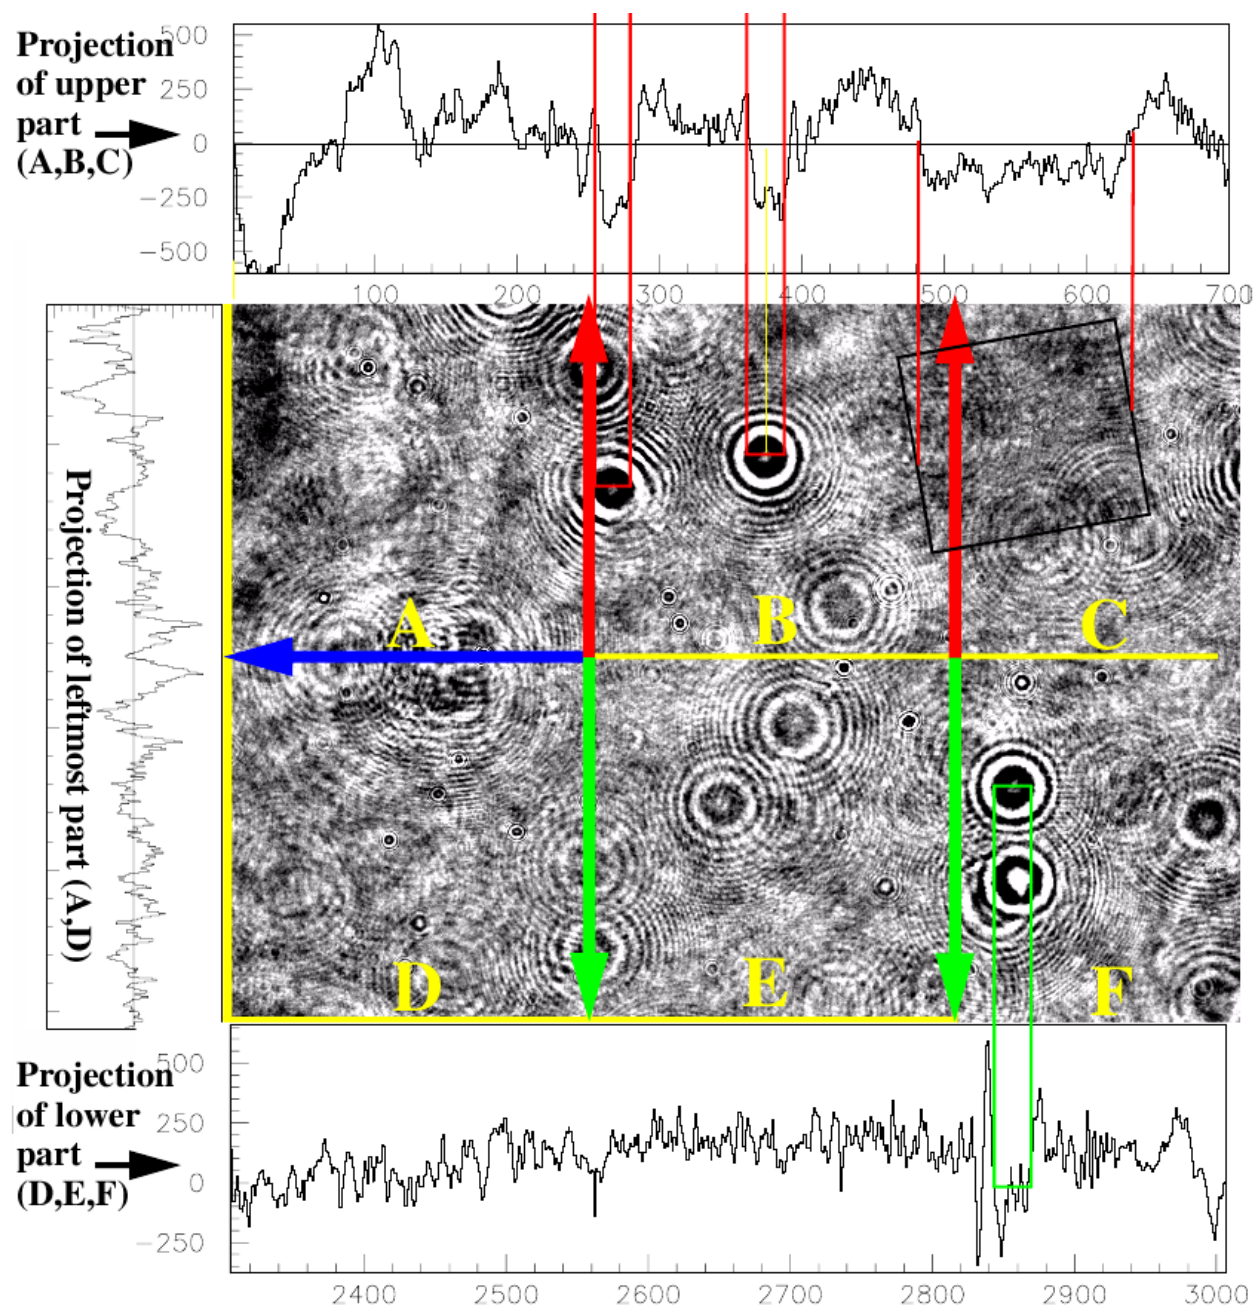 Projection
of upper
part
(A,B,C)
500
250
0
−250
−500
100
200
300
400
500
600
700
Projection of leftmost part (A,D)
A
B
C
D
E
F
Projection
of lower
part
(D,E,F)
500
250
0
−250
2400
2500
2600
2700
2800
2900
3000